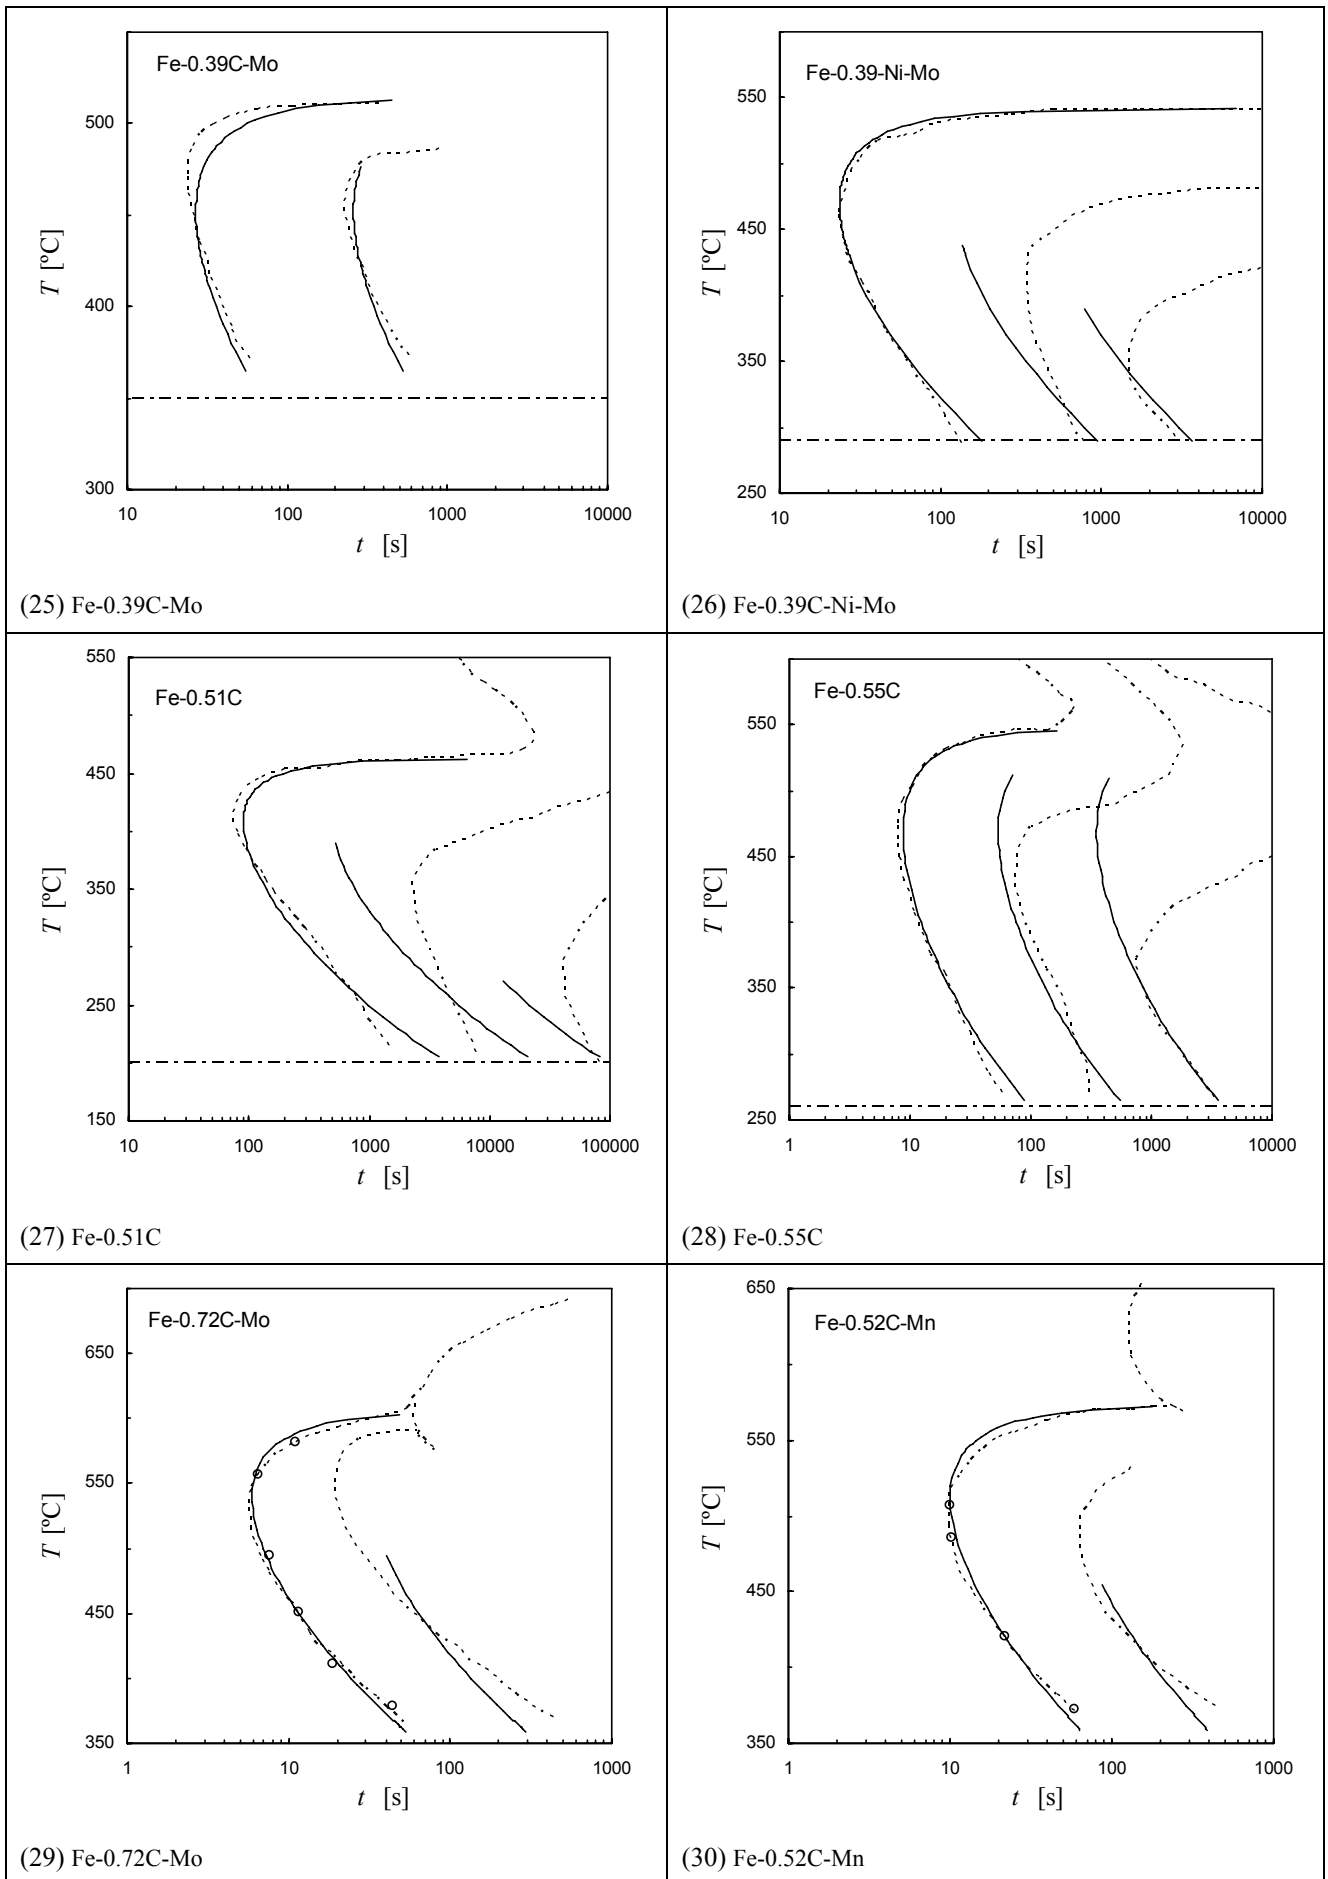 Fe-0.39C-Mo
500
400
300
T [ºC]
10 100 1000 10000
t [s]
(25) Fe-0.39C-Mo
Fe-0.39-Ni-Mo
550
450
350
250
T [ºC]
10 100 1000 10000
t [s]
(26) Fe-0.39C-Ni-Mo
Fe-0.51C
550
450
350
250
150
T [ºC]
10 100 1000 10000 100000
t [s]
(27) Fe-0.51C
Fe-0.55C
550
450
350
250
T [ºC]
1 10 100 1000 10000
t [s]
(28) Fe-0.55C
Fe-0.72C-Mo
650
550
450
350
T [ºC]
1 10 100 1000
t [s]
(29) Fe-0.72C-Mo
Fe-0.52C-Mn
650
550
450
350
T [ºC]
1 10 100 1000
t [s]
(30) Fe-0.52C-Mn